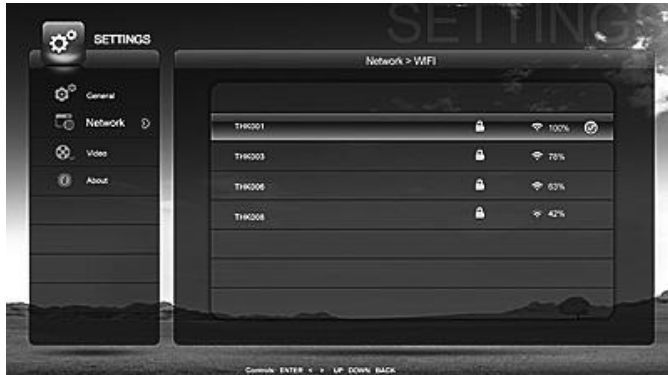 SETTINGS
SETTINGS
Network > WIFI
General
Network
Video
About
THK001 100%
THK003 78%
THK006 63%
THK008 42%
Controls: ENTER < > UP DOWN BACK